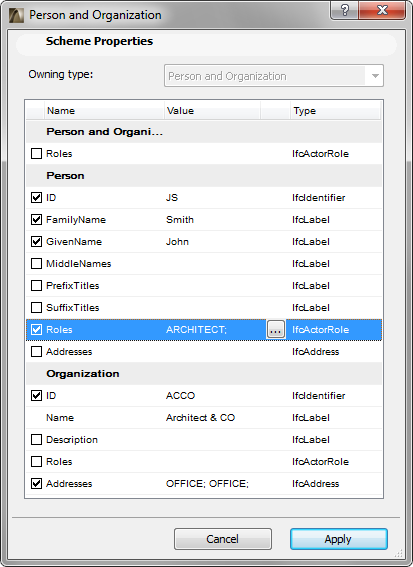 Person and Organization
Scheme Properties
Owning type: Person and Organization
Name Value Type
Person and Organi...
Roles IfcActorRole
Person
ID JS IfcIdentifier
FamilyName Smith IfcLabel
GivenName John IfcLabel
MiddleNames IfcLabel
PrefixTitles IfcLabel
SuffixTitles IfcLabel
Roles ARCHITECT; ... IfcActorRole
Addresses IfcAddress
Organization
ID ACCO IfcIdentifier
Name Architect & CO IfcLabel
Description IfcLabel
Roles IfcActorRole
Addresses OFFICE; OFFICE; IfcAddress
Cancel Apply